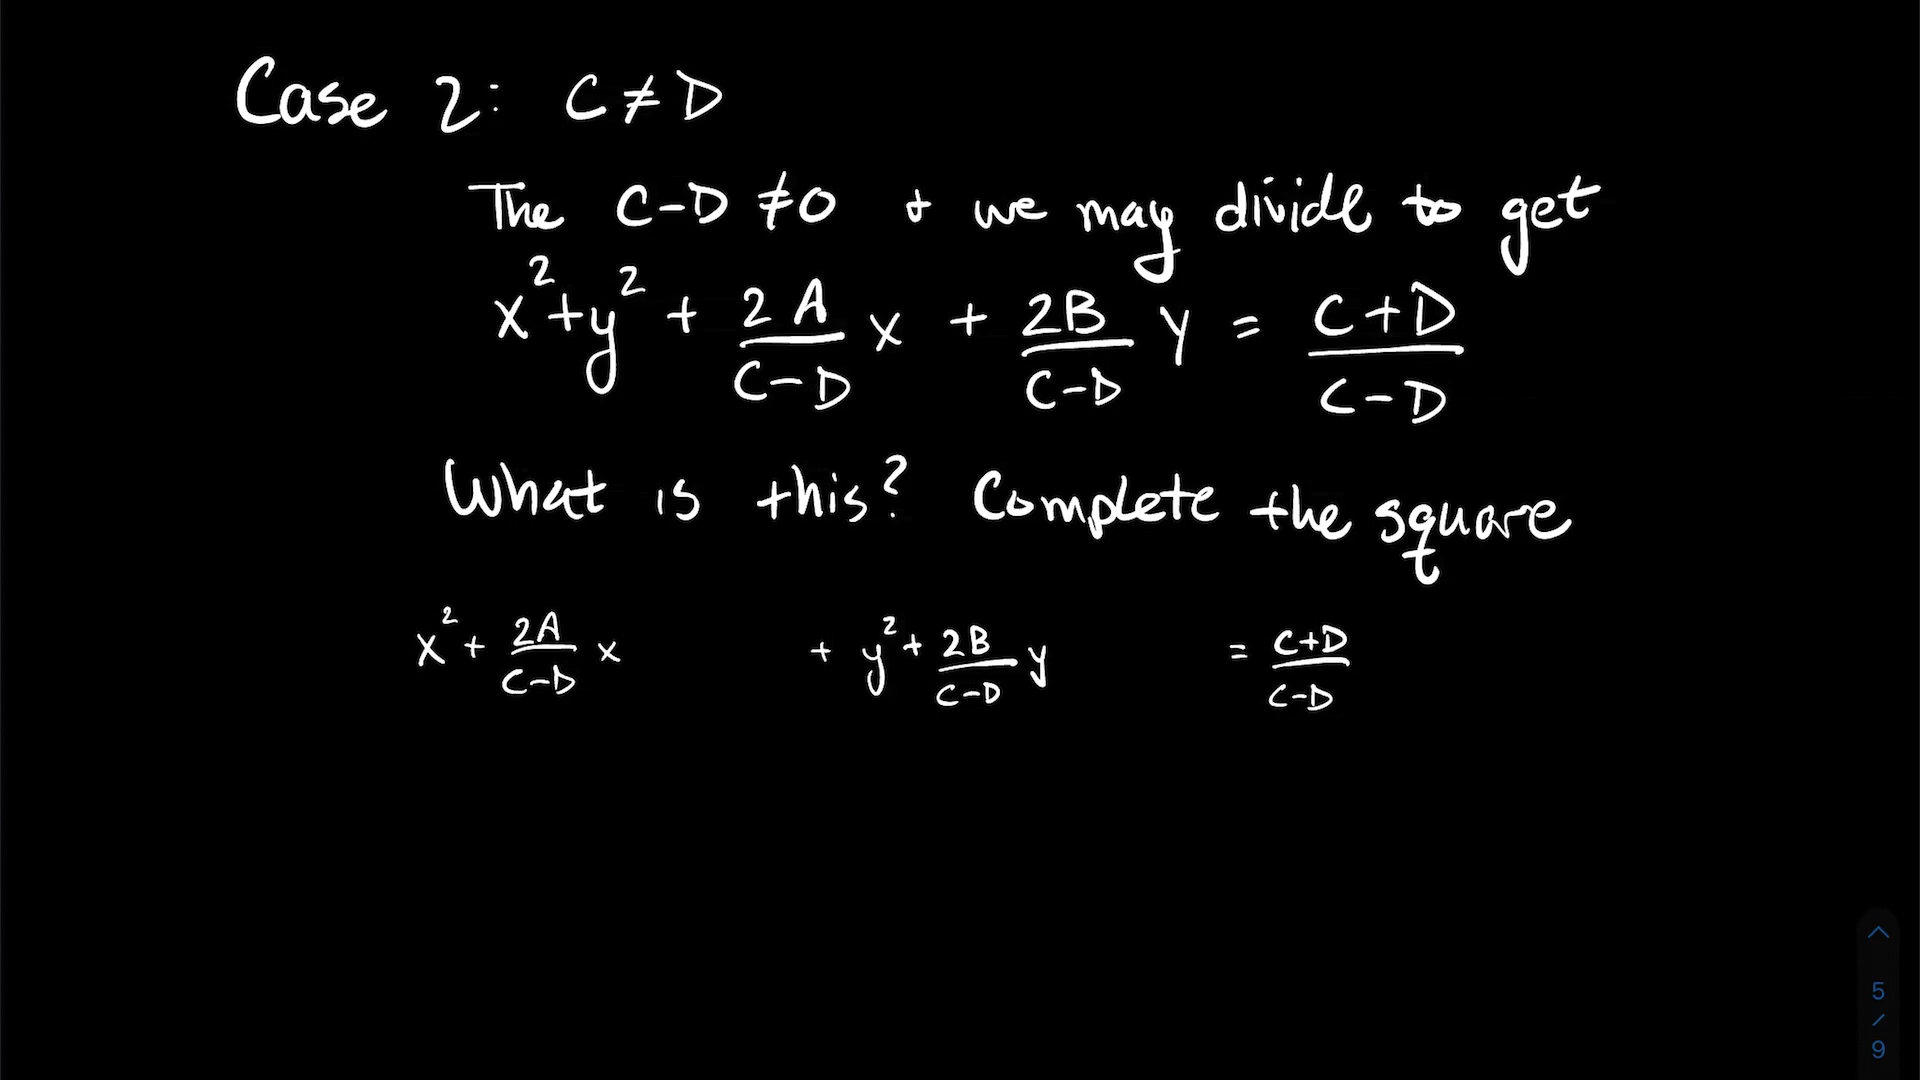 Case 2: C ≠ D
The C-D ≠ 0 + we may divide to get
x² + y² + 2A/(C-D) x + 2B/(C-D) y = (C+D)/(C-D)
What is this? Complete the square
x² + 2A/(C-D) x + y² + 2B/(C-D) y = (C+D)/(C-D)
5
/
9